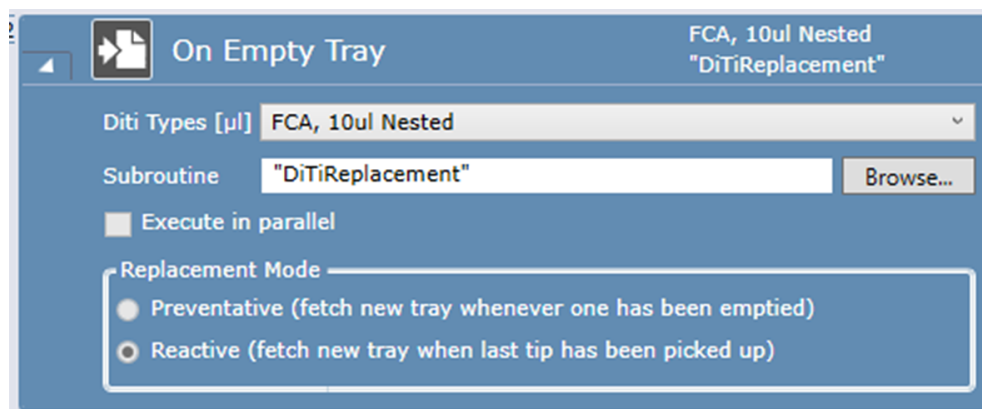 On Empty Tray
FCA, 10ul Nested
"DiTiReplacement"
Diti Types [µl] FCA, 10ul Nested
Subroutine "DiTiReplacement" Browse...
Execute in parallel
Replacement Mode
Preventative (fetch new tray whenever one has been emptied)
Reactive (fetch new tray when last tip has been picked up)